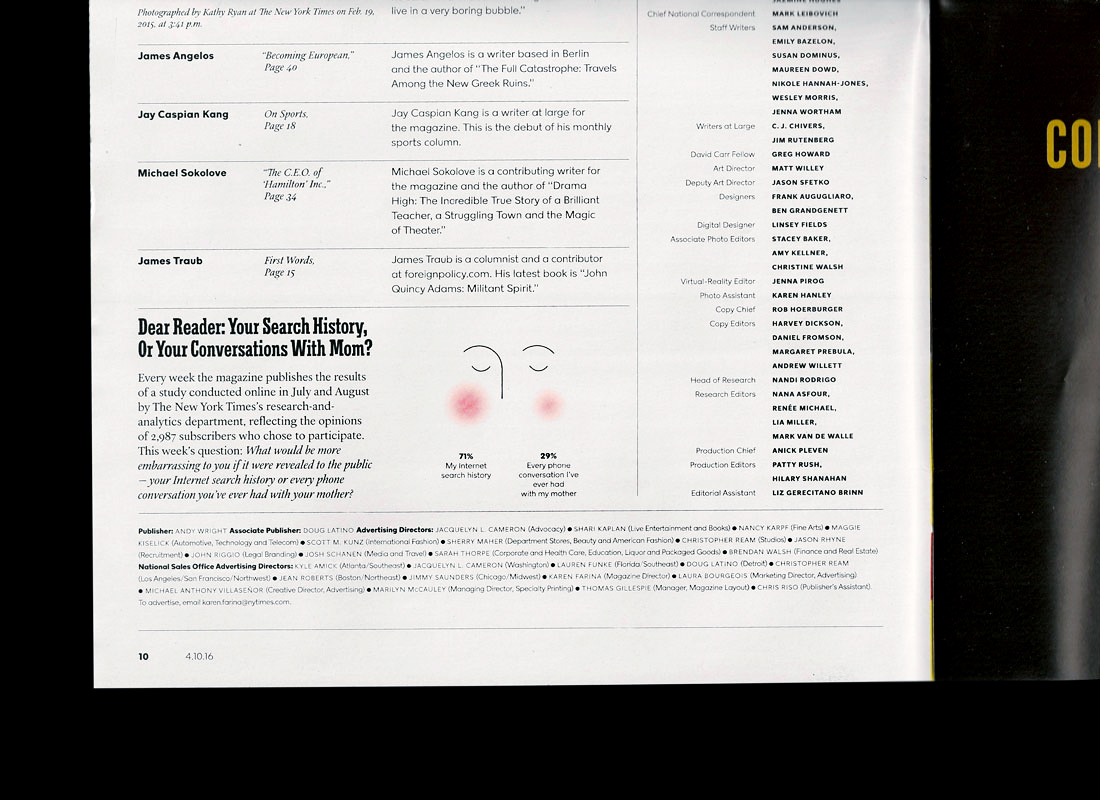 Photographed by Kathy Ryan at The New York Times on Feb. 19,
2015, at 3:41 p.m.
live in a very boring bubble."
James Angelos
"Becoming European,"
Page 40
James Angelos is a writer based in Berlin
and the author of "The Full Catastrophe: Travels
Among the New Greek Ruins."
Jay Caspian Kang
On Sports,
Page 18
Jay Caspian Kang is a writer at large for
the magazine. This is the debut of his monthly
sports column.
Michael Sokolove
"The C.E.O. of
'Hamilton' Inc.,"
Page 34
Michael Sokolove is a contributing writer for
the magazine and the author of "Drama
High: The Incredible True Story of a Brilliant
Teacher, a Struggling Town and the Magic
of Theater."
James Traub
First Words,
Page 15
James Traub is a columnist and a contributor
at foreignpolicy.com. His latest book is "John
Quincy Adams: Militant Spirit."
Dear Reader: Your Search History,
Or Your Conversations With Mom?
Every week the magazine publishes the results
of a study conducted online in July and August
by The New York Times's research-and-
analytics department, reflecting the opinions
of 2,987 subscribers who chose to participate.
This week's question: What would be more
embarrassing to you if it were revealed to the public
— your Internet search history or every phone
conversation you've ever had with your mother?
71%
My internet
search history
29%
Every phone
conversation I've
ever had
with my mother
Chief National Correspondent MARK LEIBOVICH
Staff Writers SAM ANDERSON,
EMILY BAZELON,
SUSAN DOMINUS,
MAUREEN DOWD,
NIKOLE HANNAH-JONES,
WESLEY MORRIS,
JENNA WORTHAM
Writers at Large C. J. CHIVERS,
JIM RUTENBERG
David Carr Fellow GREG HOWARD
Art Director MATT WILLEY
Deputy Art Director JASON SFETKO
Designers FRANK AUGUGLIARO,
BEN GRANDGENETT
Digital Designer LINSEY FIELDS
Associate Photo Editors STACEY BAKER,
AMY KELLNER,
CHRISTINE WALSH
Virtual-Reality Editor JENNA PIROG
Photo Assistant KAREN HANLEY
Copy Chief ROB HOERBURGER
Copy Editors HARVEY DICKSON,
DANIEL FROMSON,
MARGARET PREBULA,
ANDREW WILLETT
Head of Research NANDI RODRIGO
Research Editors NANA ASFOUR,
RENÉE MICHAEL,
LIA MILLER,
MARK VAN DE WALLE
Production Chief ANICK PLEVEN
Production Editors PATTY RUSH,
HILARY SHANAHAN
Editorial Assistant LIZ GERECITANO BRINN
Publisher: ANDY WRIGHT Associate Publisher: DOUG LATINO Advertising Directors: JACQUELYN L. CAMERON (Advocacy) ● SHARI KAPLAN (Live Entertainment and Books) ● NANCY KARPF (Fine Arts) ● MAGGIE
KISELICK (Automotive, Technology and Telecom) ● SCOTT M. KUNZ (International Fashion) ● SHERRY MAHER (Department Stores, Beauty and American Fashion) ● CHRISTOPHER REAM (Studios) ● JASON RHYNE
(Recruitment) ● JOHN RIGGIO (Legal Branding) ● JOSH SCHANEN (Media and Travel) ● SARAH THORPE (Corporate and Health Care, Education, Liquor and Packaged Goods) ● BRENDAN WALSH (Finance and Real Estate)
National Sales Office Advertising Directors: KYLE AMICK (Atlanta/Southeast) ● JACQUELYN L. CAMERON (Washington) ● LAUREN FUNKE (Florida/Southeast) ● DOUG LATINO (Detroit) ● CHRISTOPHER REAM
(Los Angeles/San Francisco/Northwest) ● JEAN ROBERTS (Boston/Northeast) ● JIMMY SAUNDERS (Chicago/Midwest) ● KAREN FARINA (Magazine Director) ● LAURA BOURGEOIS (Marketing Director, Advertising)
● MICHAEL ANTHONY VILLASEÑOR (Creative Director, Advertising) ● MARILYN McCAULEY (Managing Director, Specialty Printing) ● THOMAS GILLESPIE (Manager, Magazine Layout) ● CHRIS RISO (Publisher's Assistant).
To advertise, email karen.farina@nytimes.com.
10
4.10.16
CO